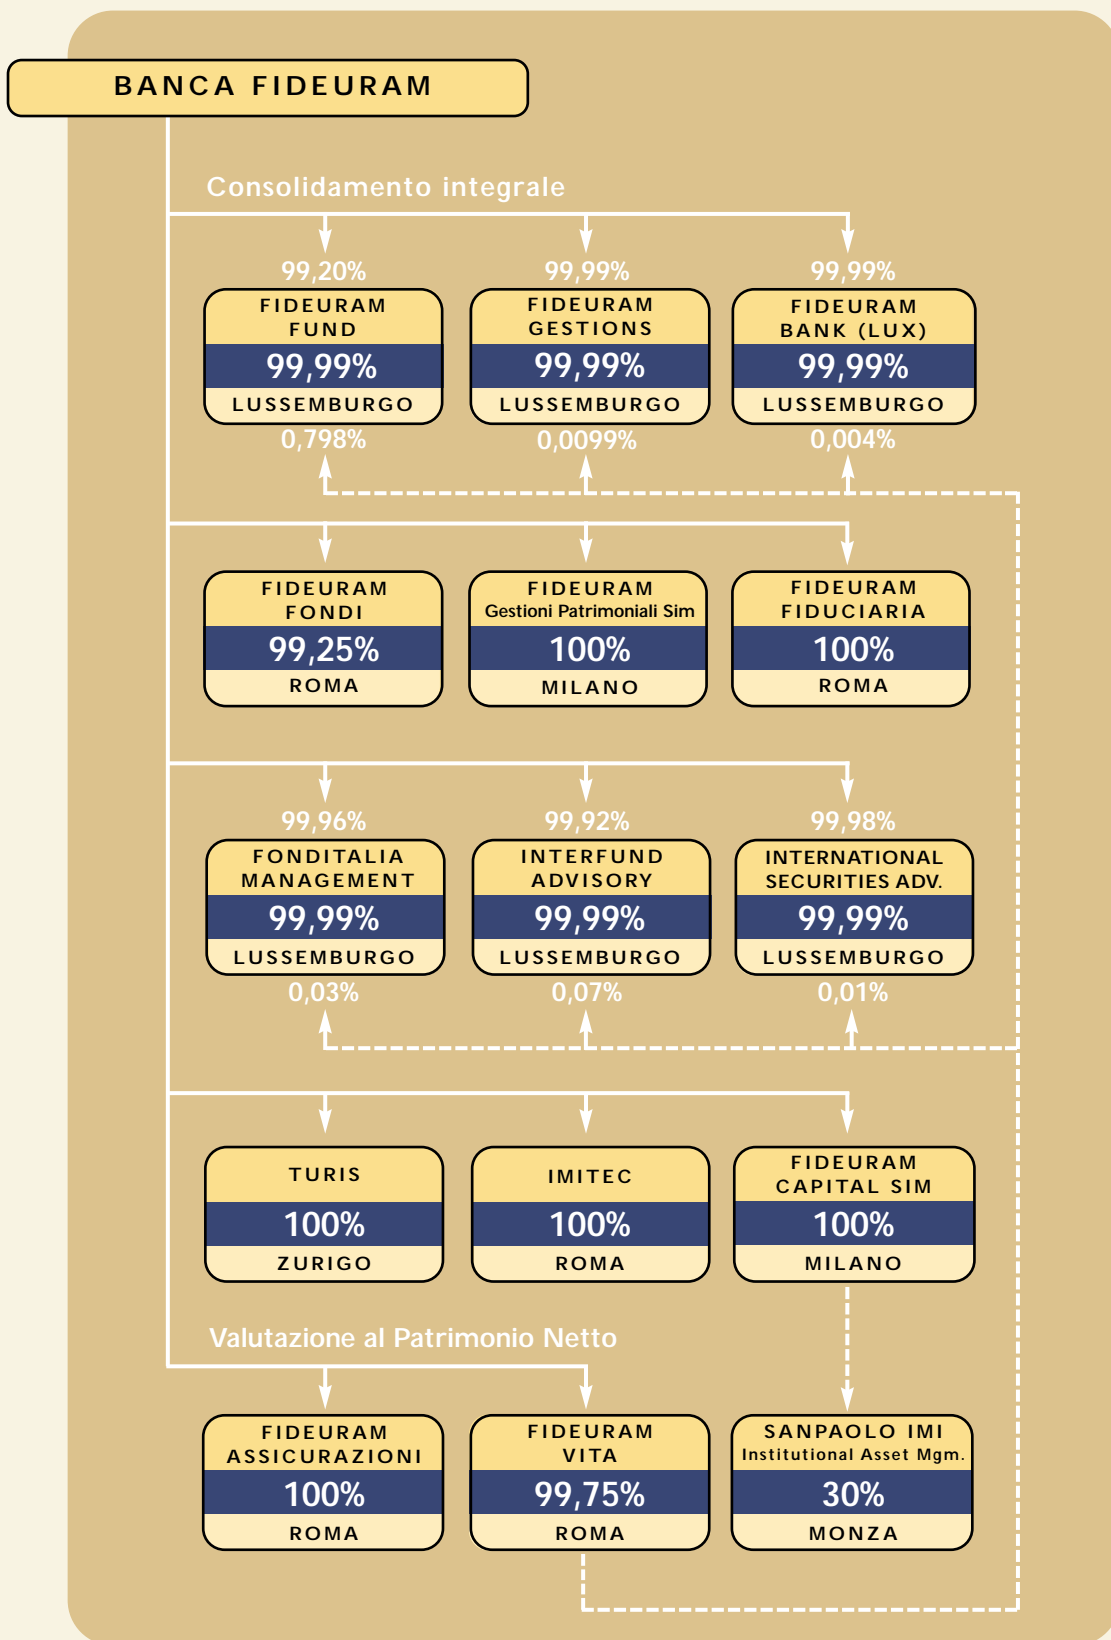 BANCA FIDEURAM
Consolidamento integrale
99,20%
99,99%
99,99%
FIDEURAM
FUND
99,99%
LUSSEMBURGO
0,798%
FIDEURAM
GESTIONS
99,99%
LUSSEMBURGO
0,0099%
FIDEURAM
BANK (LUX)
99,99%
LUSSEMBURGO
0,004%
FIDEURAM
FONDI
99,25%
ROMA
FIDEURAM
Gestioni Patrimoniali Sim
100%
MILANO
FIDEURAM
FIDUCIARIA
100%
ROMA
99,96%
99,92%
99,98%
FONDITALIA
MANAGEMENT
99,99%
LUSSEMBURGO
0,03%
INTERFUND
ADVISORY
99,99%
LUSSEMBURGO
0,07%
INTERNATIONAL
SECURITIES ADV.
99,99%
LUSSEMBURGO
0,01%
TURIS
100%
ZURIGO
IMITEC
100%
ROMA
FIDEURAM
CAPITAL SIM
100%
MILANO
Valutazione al Patrimonio Netto
FIDEURAM
ASSICURAZIONI
100%
ROMA
FIDEURAM
VITA
99,75%
ROMA
SANPAOLO IMI
Institutional Asset Mgm.
30%
MONZA